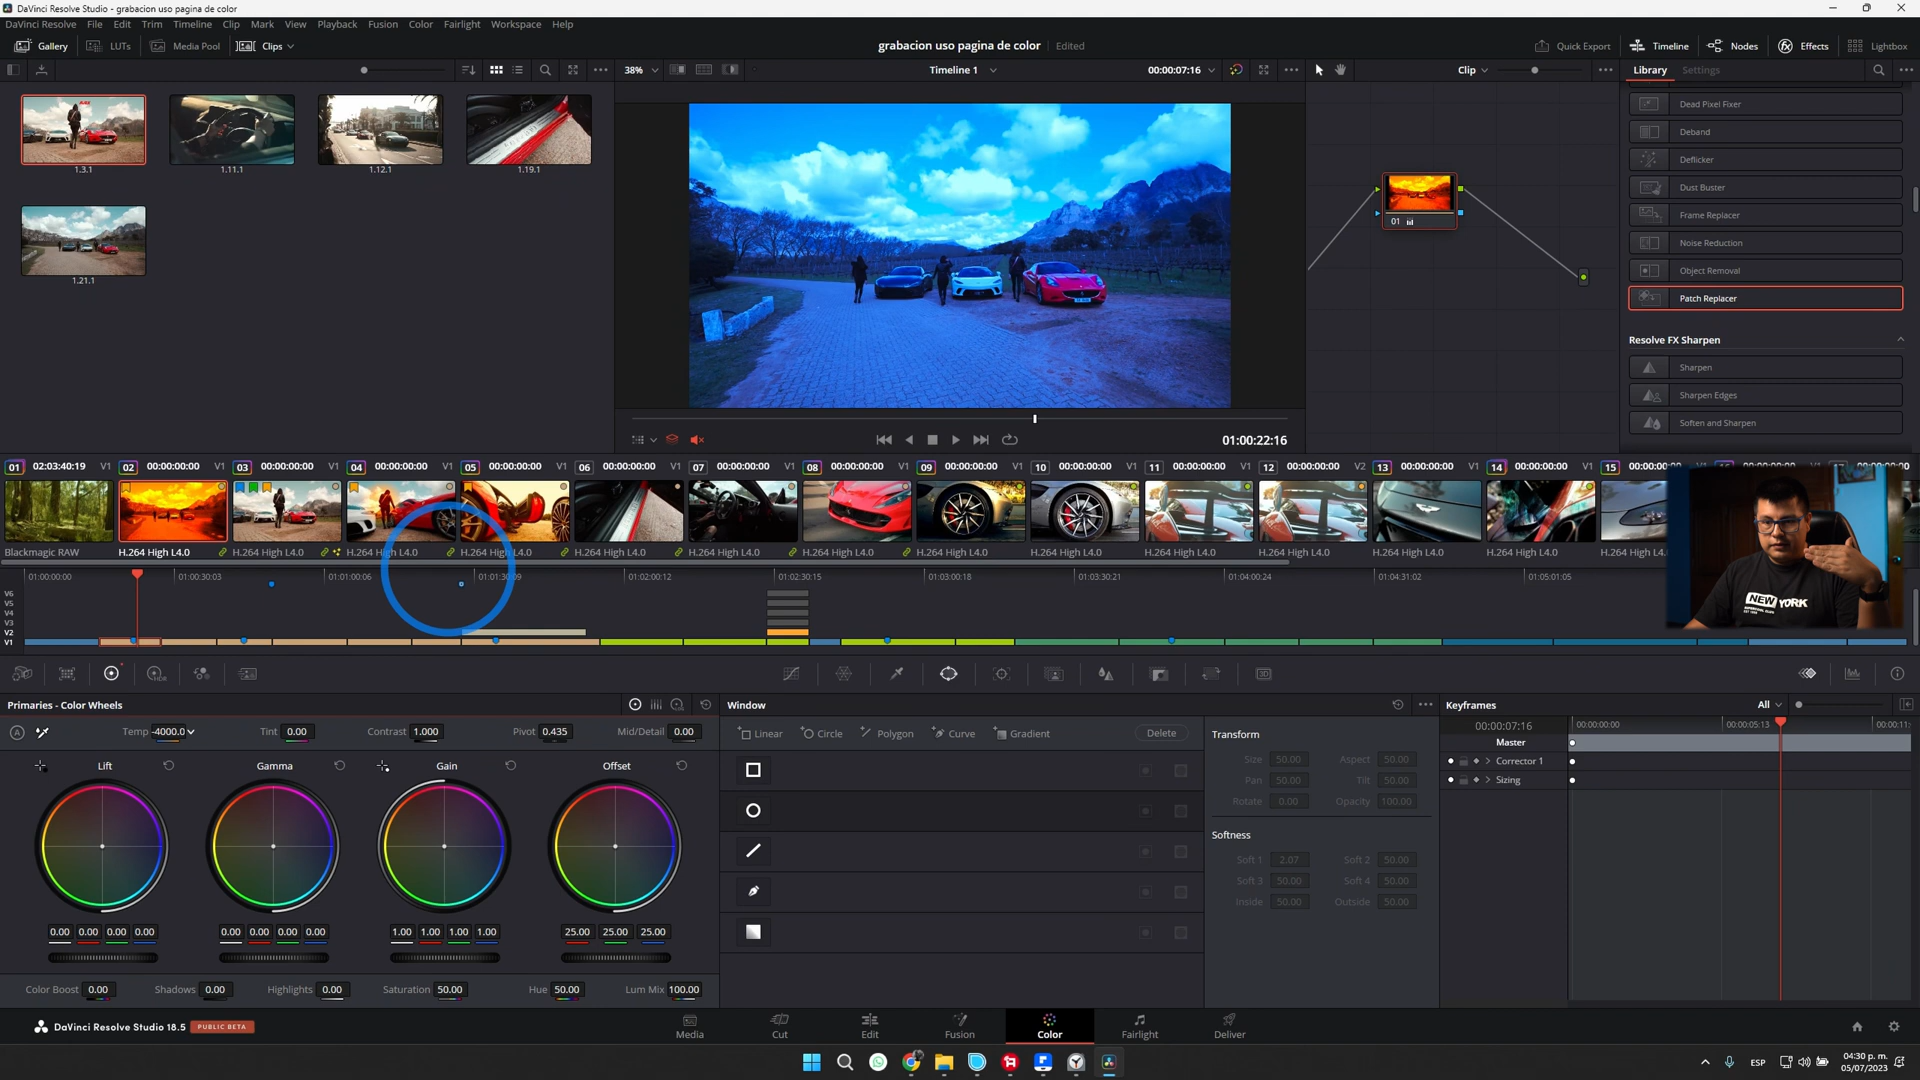 DaVinci Resolve Studio - grabacion uso pagina de color
DaVinci Resolve File Edit Trim Timeline Clip Mark View Playback Fusion Color Fairlight Workspace Help
Gallery LUTs Media Pool Clips
grabacion uso pagina de color Edited
Quick Export Timeline Nodes Effects Lightbox
38% Timeline 1 00:00:07:16 Clip Library Settings
1.3.1 1.11.1 1.12.1 1.19.1
1.21.1
Dead Pixel Fixer
Deband
Deflicker
Dust Buster
Frame Replacer
Noise Reduction
Object Removal
Patch Replacer
Resolve FX Sharpen
Sharpen
Sharpen Edges
Soften and Sharpen
01
01:00:22:16
01 02:03:40:19 V1 02 00:00:00:00 V1 03 00:00:00:00 V1 04 00:00:00:00 V1 05 00:00:00:00 V1 06 00:00:00:00 V1 07 00:00:00:00 V1 08 00:00:00:00 V1 09 00:00:00:00 V1 10 00:00:00:00 V1 11 00:00:00:00 V1 12 00:00:00:00 V2 13 00:00:00:00 V1 14 00:00:00:00 V1 15
Blackmagic RAW H.264 High L4.0 H.264 High L4.0 H.264 High L4.0 H.264 High L4.0 H.264 High L4.0 H.264 High L4.0 H.264 High L4.0 H.264 High L4.0 H.264 High L4.0 H.264 High L4.0 H.264 High L4.0 H.264 High L4.0 H.264 High L4.0
01:00:00:00 01:00:30:03 01:01:00:06 01:01:30:09 01:02:00:12 01:02:30:15 01:03:00:18 01:03:30:21 01:04:00:24 01:04:31:02 01:05:01:05
V6
V5
V4
V3
V2
V1
NEW YORK
Primaries - Color Wheels
Temp -4000.0 Tint 0.00 Contrast 1.000 Pivot 0.435 Mid/Detail 0.00
Lift Gamma Gain Offset
0.00 0.00 0.00 0.00 0.00 0.00 0.00 0.00 1.00 1.00 1.00 1.00 25.00 25.00 25.00
Color Boost 0.00 Shadows 0.00 Highlights 0.00 Saturation 50.00 Hue 50.00 Lum Mix 100.00
Window
Linear Circle Polygon Curve Gradient Delete
Transform
Size 50.00 Aspect 50.00
Pan 50.00 Tilt 50.00
Rotate 0.00 Opacity 100.00
Softness
Soft 1 2.07 Soft 2 50.00
Soft 3 50.00 Soft 4 50.00
Inside 50.00 Outside 50.00
Keyframes All
00:00:07:16 00:00:00:00 00:00:05:13 00:00:11:
Master
Corrector 1
Sizing
DaVinci Resolve Studio 18.5 PUBLIC BETA
Media Cut Edit Fusion Color Fairlight Deliver
ESP
04:30 p. m.
05/07/2023